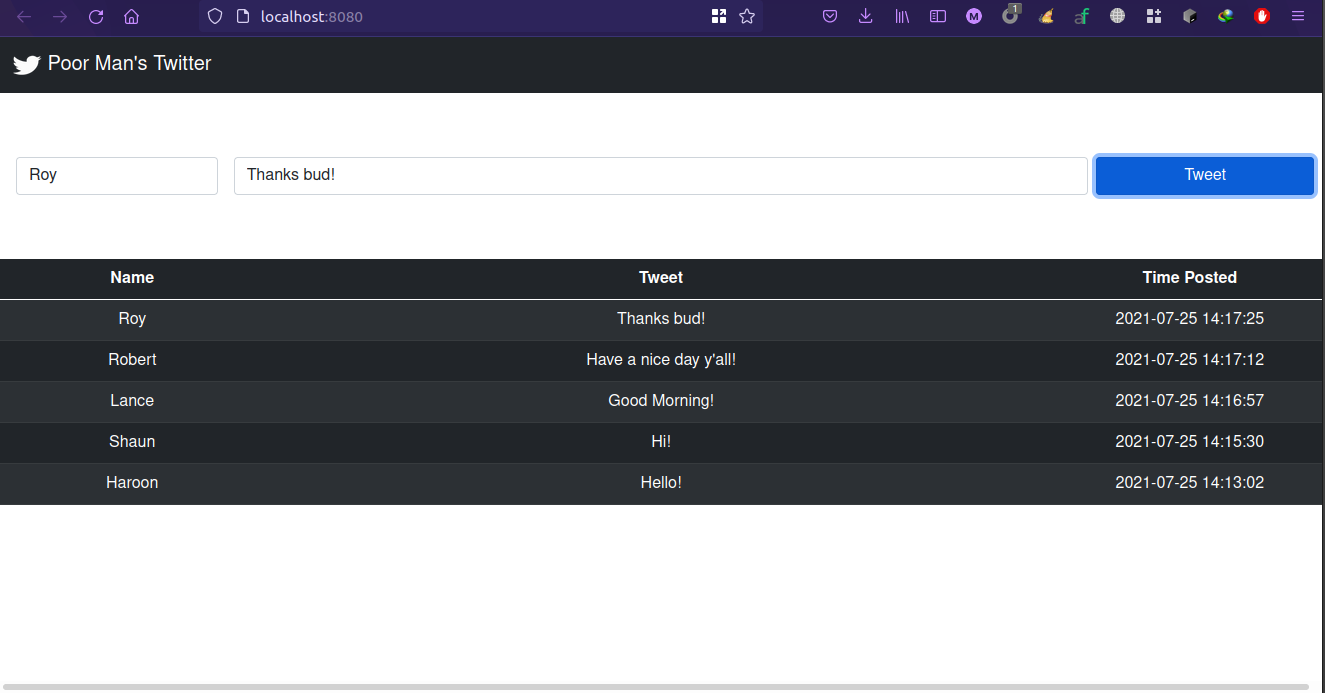 localhost:8080
1
Poor Man's Twitter
Roy Thanks bud! Tweet
Name Tweet Time Posted
Roy Thanks bud! 2021-07-25 14:17:25
Robert Have a nice day y'all! 2021-07-25 14:17:12
Lance Good Morning! 2021-07-25 14:16:57
Shaun Hi! 2021-07-25 14:15:30
Haroon Hello! 2021-07-25 14:13:02